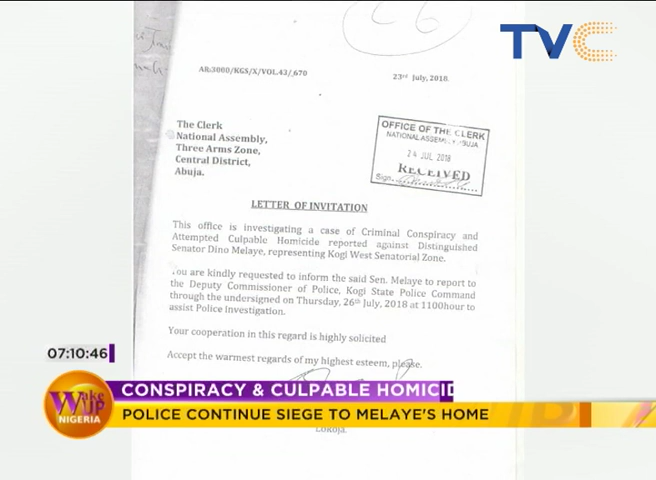 TVC
AR:3000/KGS/X/VOL.43/ 670
23rd July, 2018.
The Clerk
National Assembly,
Three Arms Zone,
Central District,
Abuja.
OFFICE OF THE CLERK
NATIONAL ASSEMBLY ABUJA
24 JUL 2018
RECEIVED
Sign
LETTER OF INVITATION
This office is investigating a case of Criminal Conspiracy and
Attempted Culpable Homicide reported against Distinguished
Senator Dino Melaye, representing Kogi West Senatorial Zone.
You are kindly requested to inform the said Sen. Melaye to report to
the Deputy Commissioner of Police, Kogi State Police Command
through the undersigned on Thursday, 26th July, 2018 at 1100hour to
assist Police Investigation.
Your cooperation in this regard is highly solicited
Accept the warmest regards of my highest esteem, please.
07:10:46
CONSPIRACY & CULPABLE HOMICID
Wake UP
NIGERIA
POLICE CONTINUE SIEGE TO MELAYE'S HOME
Lokoja.